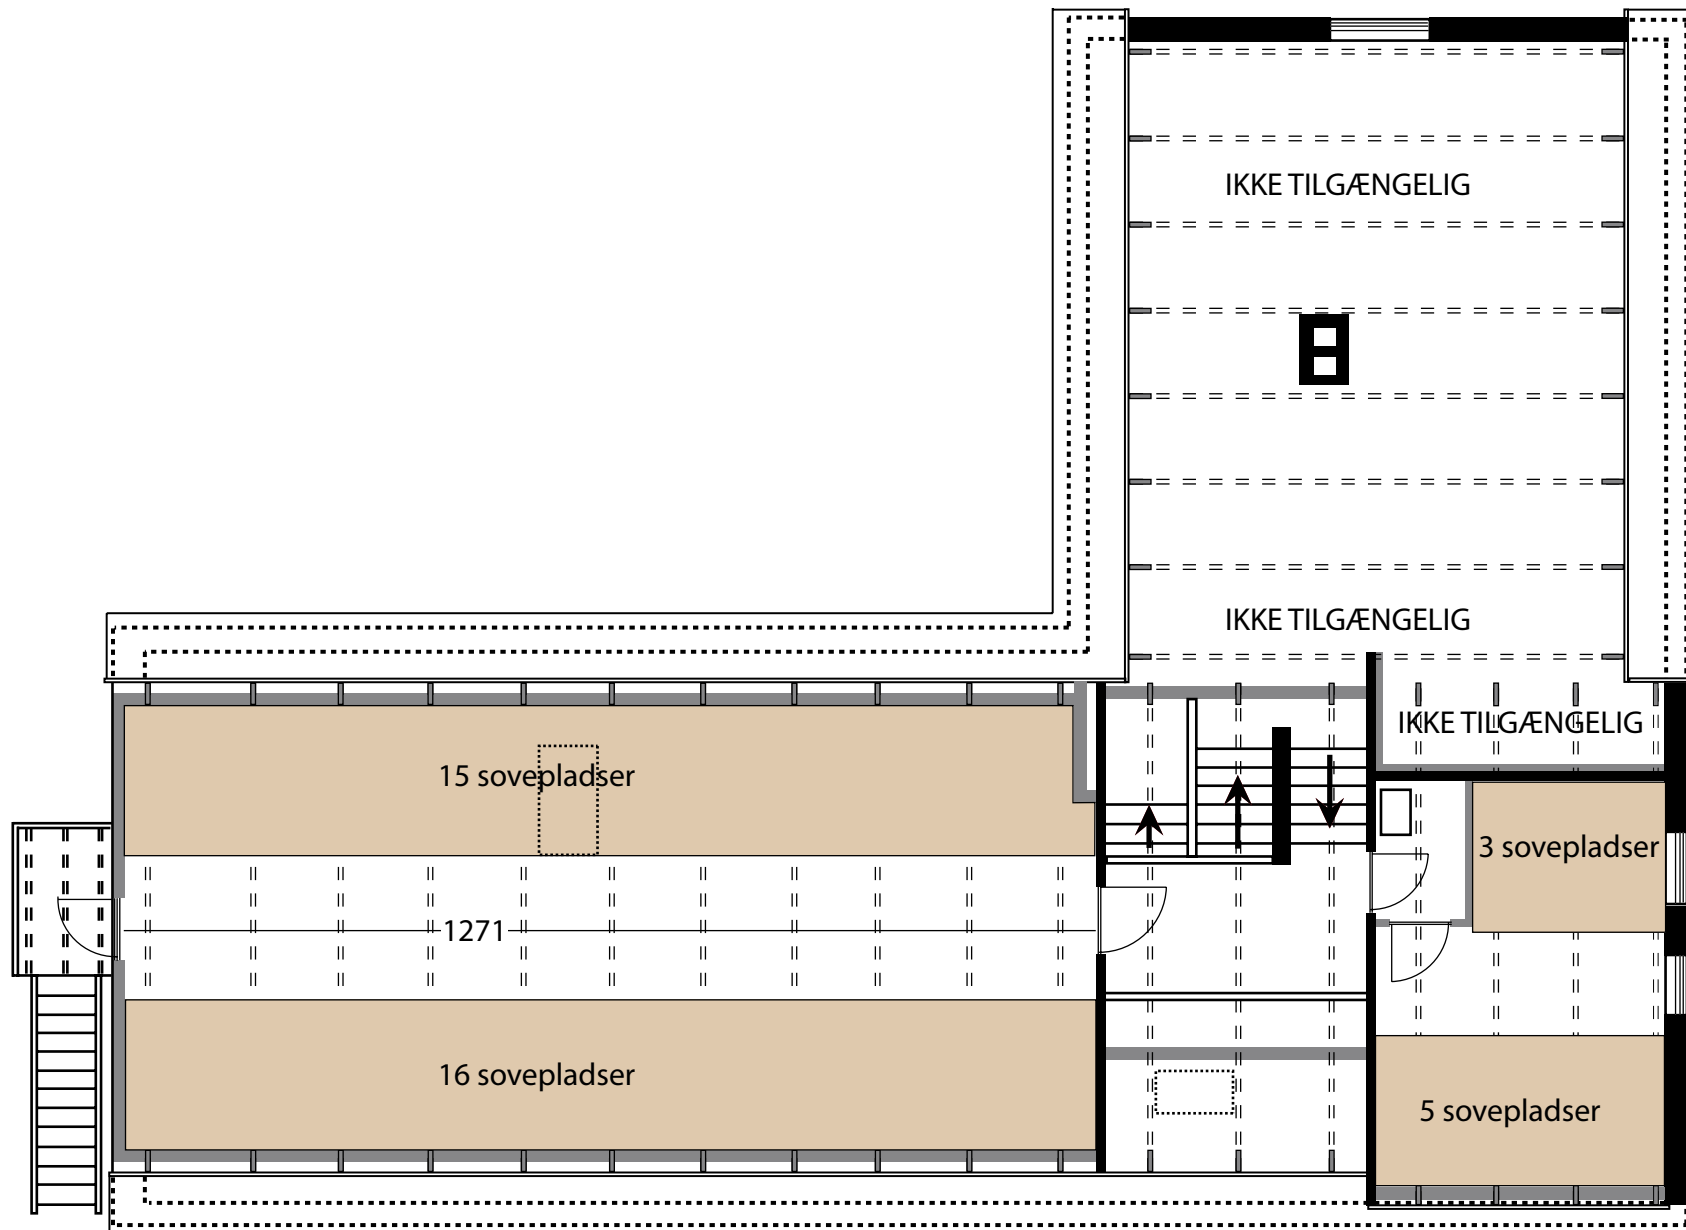 IKKE TILGÆNGELIG
IKKE TILGÆNGELIG
IKKE TILGÆNGELIG
15 sovepladser
3 sovepladser
1271
16 sovepladser
5 sovepladser